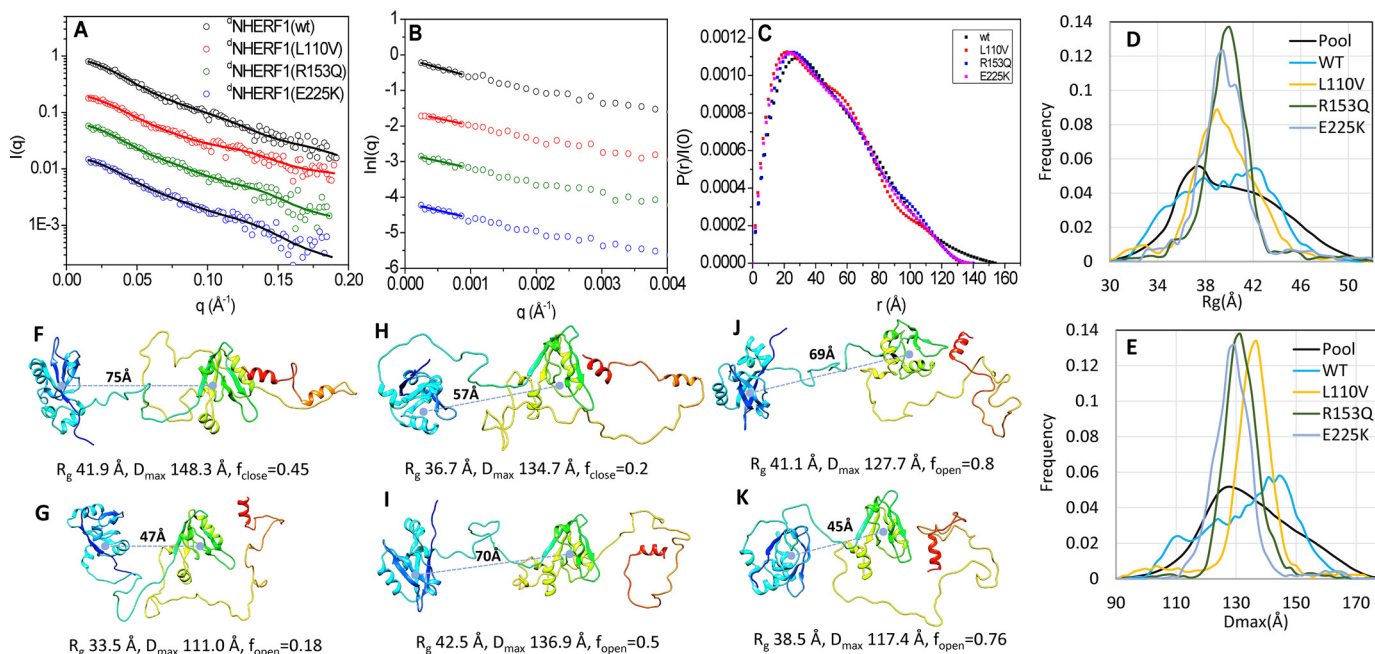 A
ᵈNHERF1(wt)
ᵈNHERF1(L110V)
ᵈNHERF1(R153Q)
ᵈNHERF1(E225K)
I(q)
1
0.1
0.01
1E-3
0.00
0.05
0.10
0.15
0.20
q (Å⁻¹)
B
lnI(q)
1
0
-1
-2
-3
-4
-5
-6
0.000
0.001
0.002
0.003
0.004
q (Å⁻¹)
C
wt
L110V
R153Q
E225K
P(r)/I(0)
0.0012
0.0010
0.0008
0.0006
0.0004
0.0002
0.0000
0
20
40
60
80
100
120
140
160
r (Å)
D
Pool
WT
L110V
R153Q
E225K
Frequency
0.14
0.12
0.1
0.08
0.06
0.04
0.02
0
30
34
38
42
46
50
Rg(Å)
E
Pool
WT
L110V
R153Q
E225K
Frequency
0.14
0.12
0.1
0.08
0.06
0.04
0.02
0
90
110
130
150
170
Dmax(Å)
F
75Å
Rg 41.9 Å, Dmax 148.3 Å, fclose=0.45
H
57Å
Rg 36.7 Å, Dmax 134.7 Å, fclose=0.2
J
69Å
Rg 41.1 Å, Dmax 127.7 Å, fopen=0.8
G
47Å
Rg 33.5 Å, Dmax 111.0 Å, fopen=0.18
I
70Å
Rg 42.5 Å, Dmax 136.9 Å, fopen=0.5
K
45Å
Rg 38.5 Å, Dmax 117.4 Å, fopen=0.76